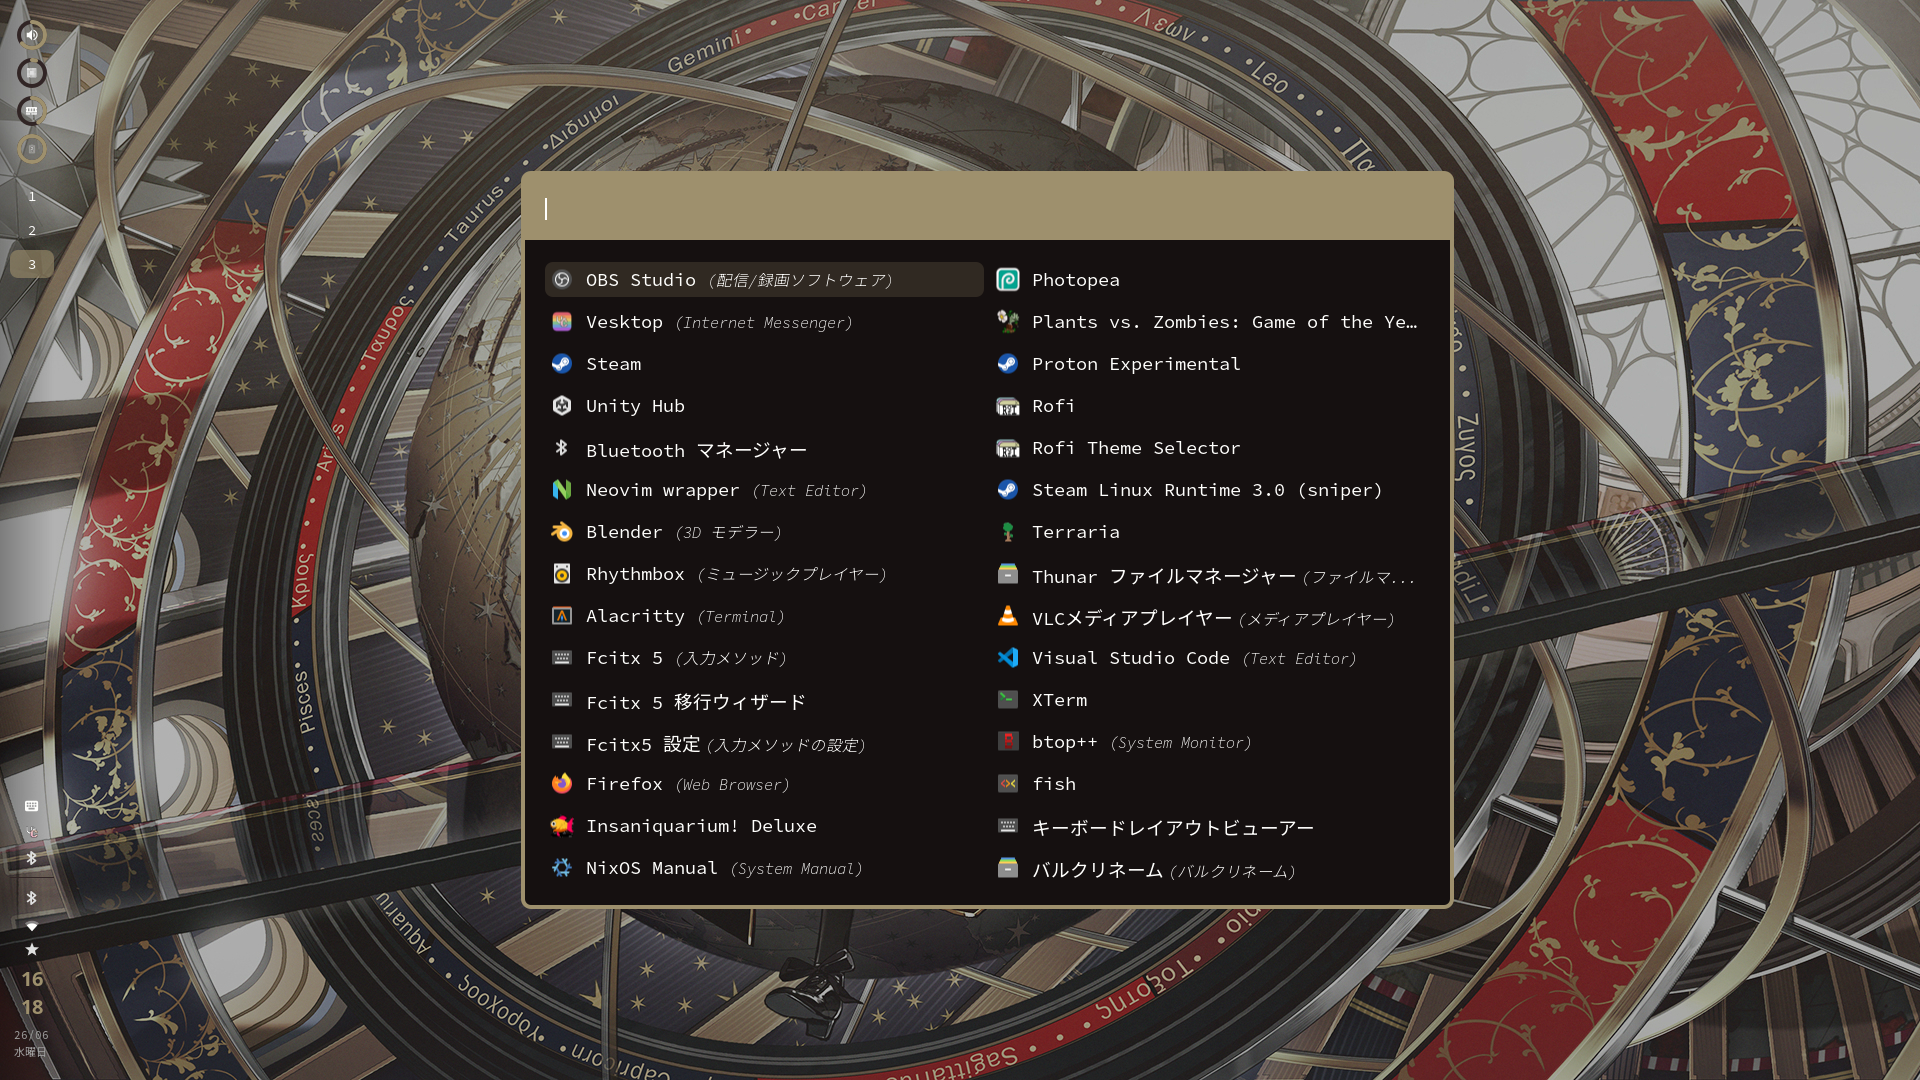 1
2
3
16
18
26/06
水曜日
OBS Studio (配信/録画ソフトウェア)
Vesktop (Internet Messenger)
Steam
Unity Hub
Bluetooth マネージャー
Neovim wrapper (Text Editor)
Blender (3D モデラー)
Rhythmbox (ミュージックプレイヤー)
Alacritty (Terminal)
Fcitx 5 (入力メソッド)
Fcitx 5 移行ウィザード
Fcitx5 設定 (入力メソッドの設定)
Firefox (Web Browser)
Insaniquarium! Deluxe
NixOS Manual (System Manual)
Photopea
Plants vs. Zombies: Game of the Ye…
Proton Experimental
Rofi
Rofi Theme Selector
Steam Linux Runtime 3.0 (sniper)
Terraria
Thunar ファイルマネージャー (ファイルマ...
VLCメディアプレイヤー (メディアプレイヤー)
Visual Studio Code (Text Editor)
XTerm
btop++ (System Monitor)
fish
キーボードレイアウトビューアー
バルクリネーム (バルクリネーム)
Pisces
Κριος
Aries
Ταυρος
Taurus
Διδυμοι
Gemini
Cancer
Λεων
Leo
Πα
Ζυγος
Τοξοτης
Sagittarius
Capricorn
Υδροχοος
Aquarius